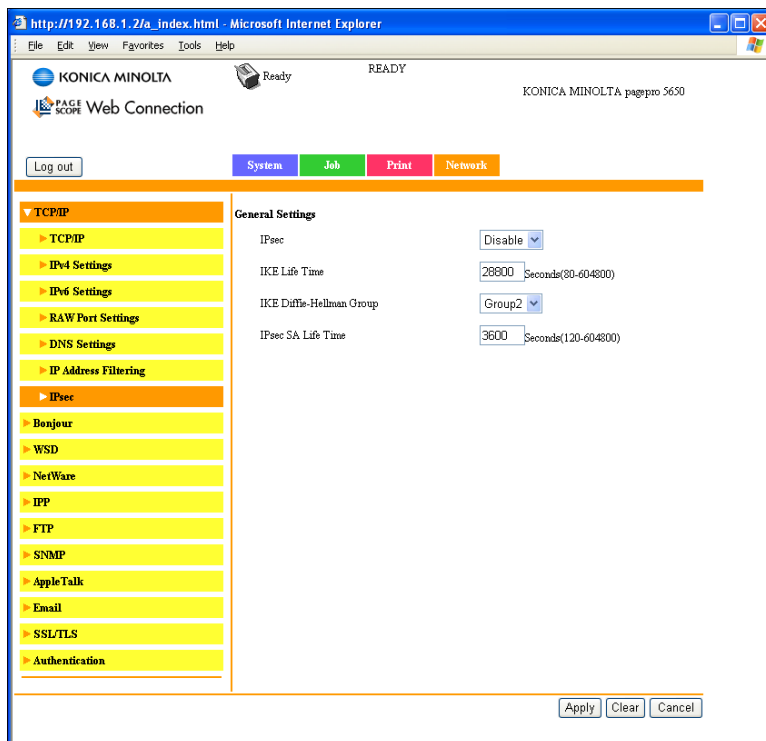 http://192.168.1.2/a_index.html - Microsoft Internet Explorer
File Edit View Favorites Tools Help
KONICA MINOLTA
Ready
READY
KONICA MINOLTA pagepro 5650
PAGE SCOPE Web Connection
Log out
System Job Print Network
TCP/IP
TCP/IP
IPv4 Settings
IPv6 Settings
RAW Port Settings
DNS Settings
IP Address Filtering
IPsec
Bonjour
WSD
NetWare
IPP
FTP
SNMP
AppleTalk
Email
SSL/TLS
Authentication
General Settings
IPsec Disable
IKE Life Time 28800 Seconds(80-604800)
IKE Diffie-Hellman Group Group2
IPsec SA Life Time 3600 Seconds(120-604800)
Apply Clear Cancel